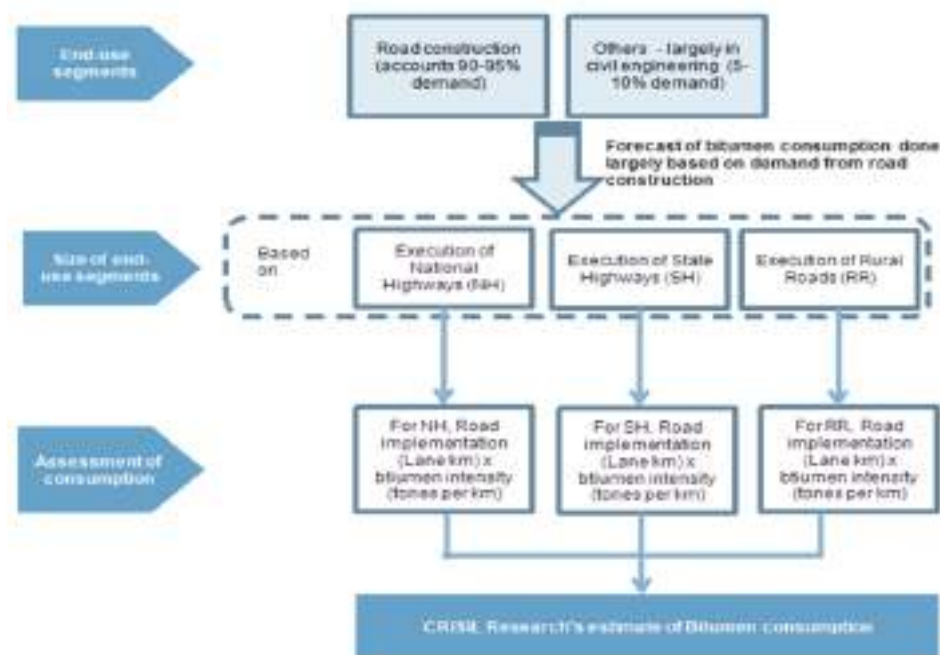 End-use
segments
Road construction
(accounts 90-95%
demand)
Others - largely in
civil engineering (5-
10% demand)
Forecast of bitumen consumption done
largely based on demand from road
construction
Size of end-
use segments
Based
on
Execution of
National
Highways (NH)
Execution of State
Highways (SH)
Execution of Rural
Roads (RR)
Assessment of
consumption
For NH, Road
implementation
(Lane km) x
btiumen intensity
(tones per km)
For SH, Road
implementation
(Lane km) x
btiumen intensity
(tones per km)
For RR, Road
implementation
(Lane km) x
btiumen intensity
(tones per km)
CRISIL Research's estimate of Bitumen consumption